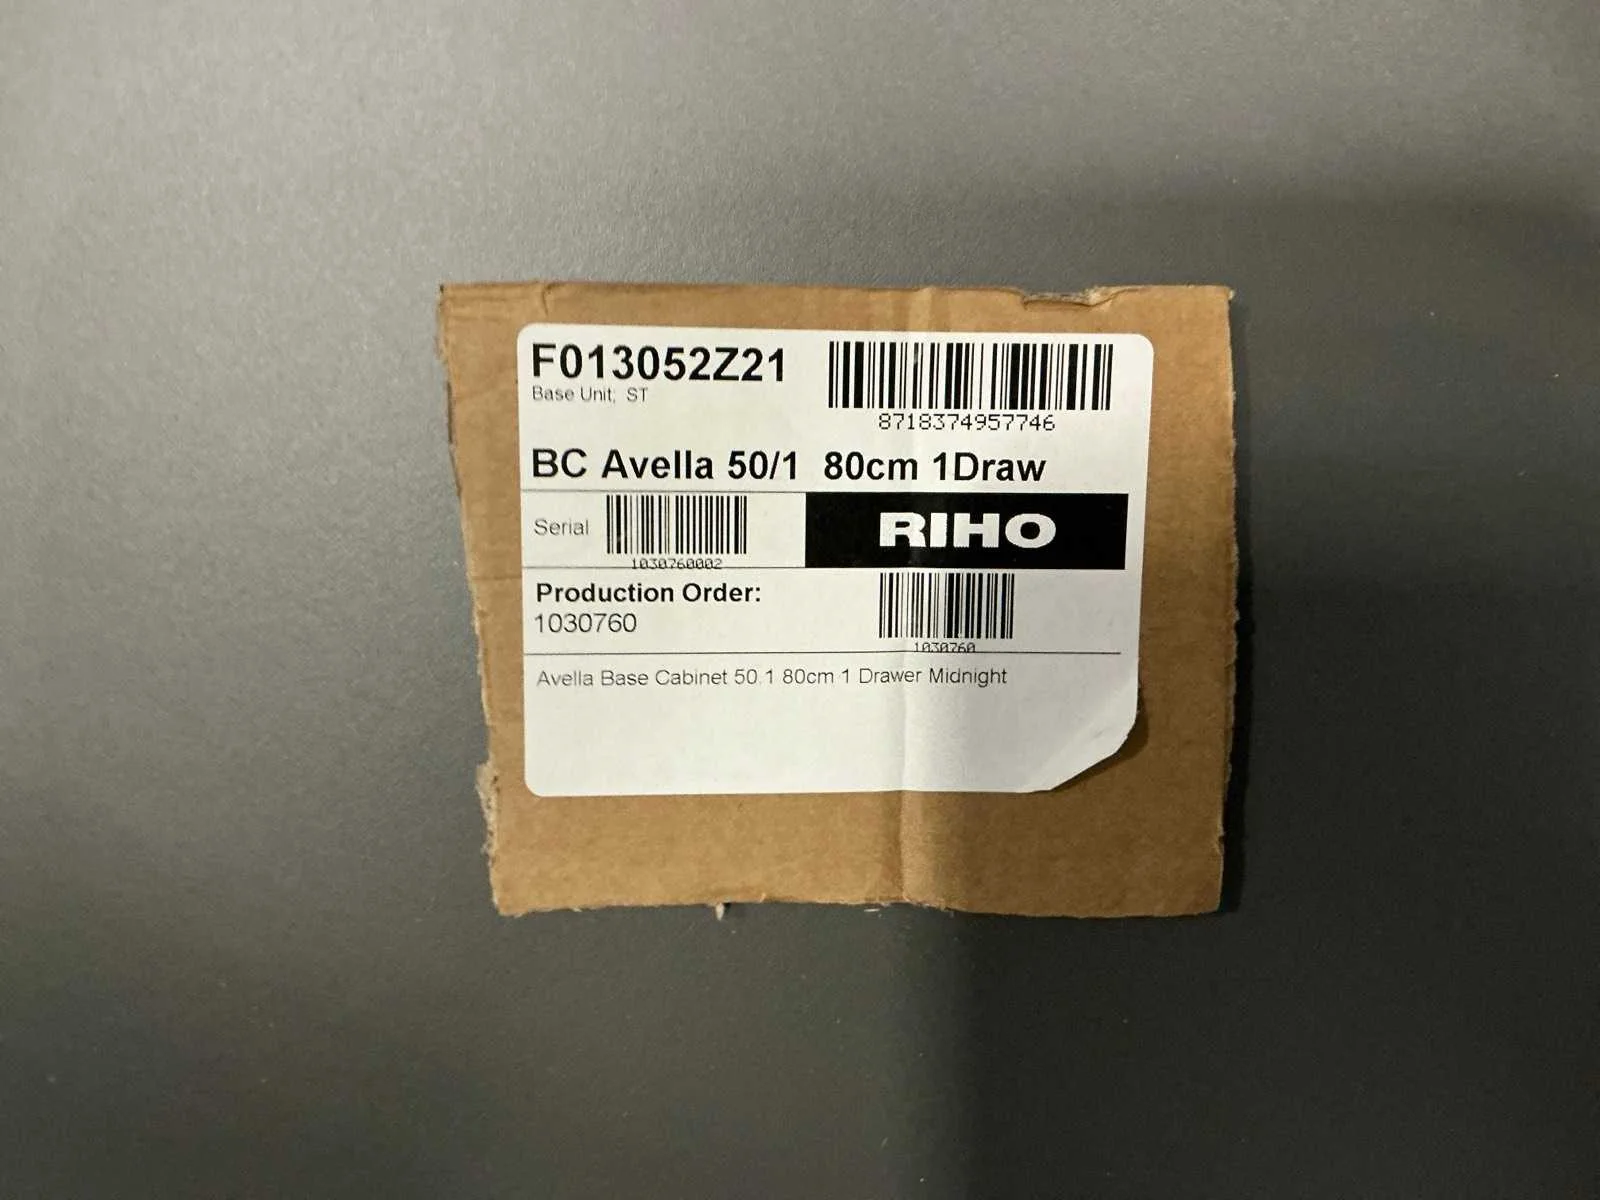 F013052Z21
Base Unit; ST
8718374957746
BC Avella 50/1 80cm 1Draw
Serial
1030760002
RIHO
Production Order:
1030760
1030760
Avella Base Cabinet 50.1 80cm 1 Drawer Midnight